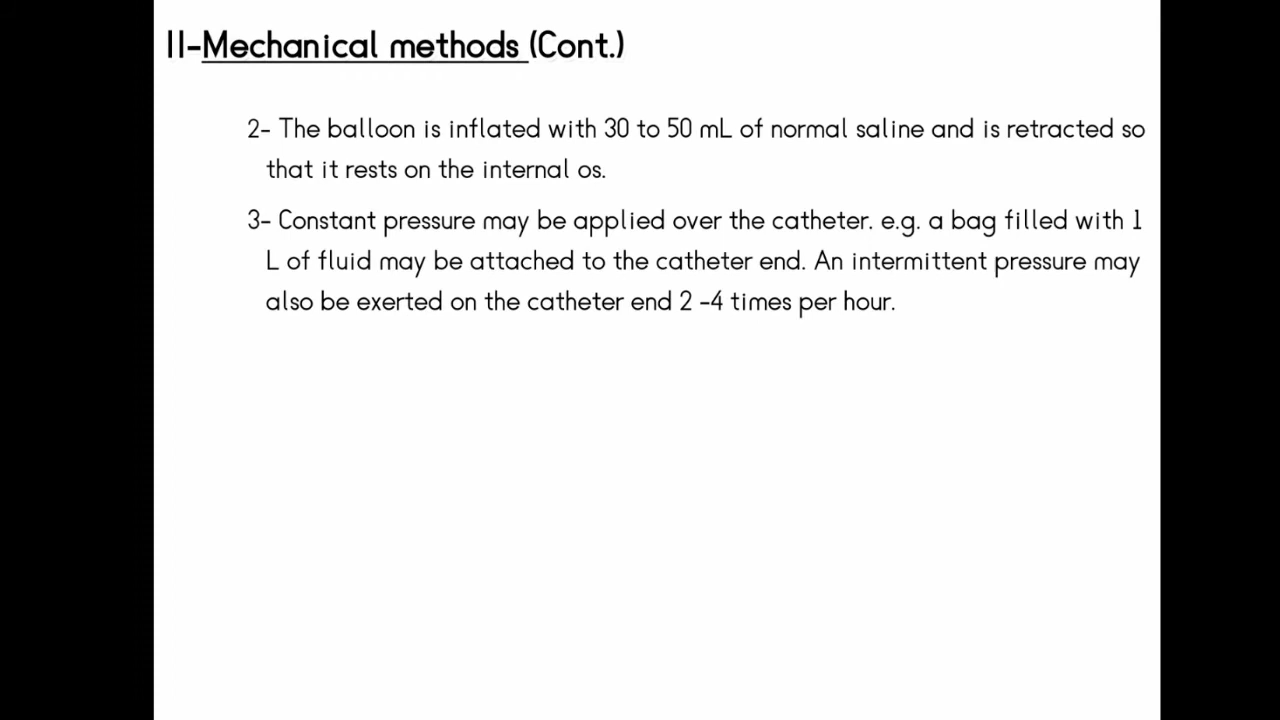 II-Mechanical methods (Cont.)
2- The balloon is inflated with 30 to 50 mL of normal saline and is retracted so
that it rests on the internal os.
3- Constant pressure may be applied over the catheter. e.g. a bag filled with 1
L of fluid may be attached to the catheter end. An intermittent pressure may
also be exerted on the catheter end 2 -4 times per hour.